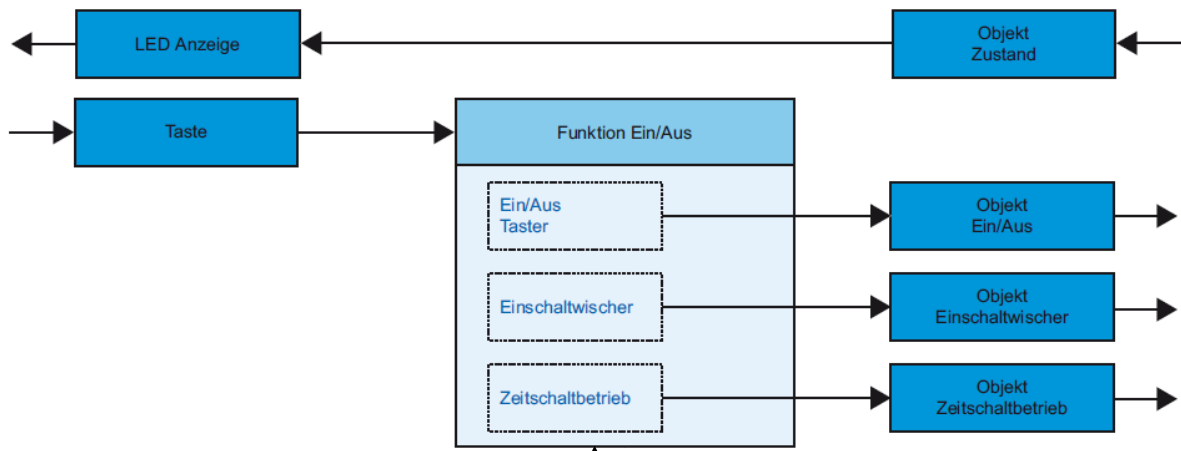 LED Anzeige
Objekt
Zustand
Taste
Funktion Ein/Aus
Ein/Aus
Taster
Objekt
Ein/Aus
Einschaltwischer
Objekt
Einschaltwischer
Zeitschaltbetrieb
Objekt
Zeitschaltbetrieb